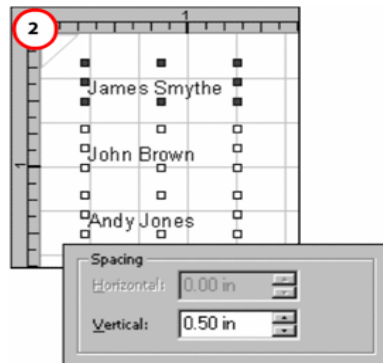 2
1
James Smythe
John Brown
1
Andy Jones
Spacing
Horizontal: 0.00 in
Vertical: 0.50 in